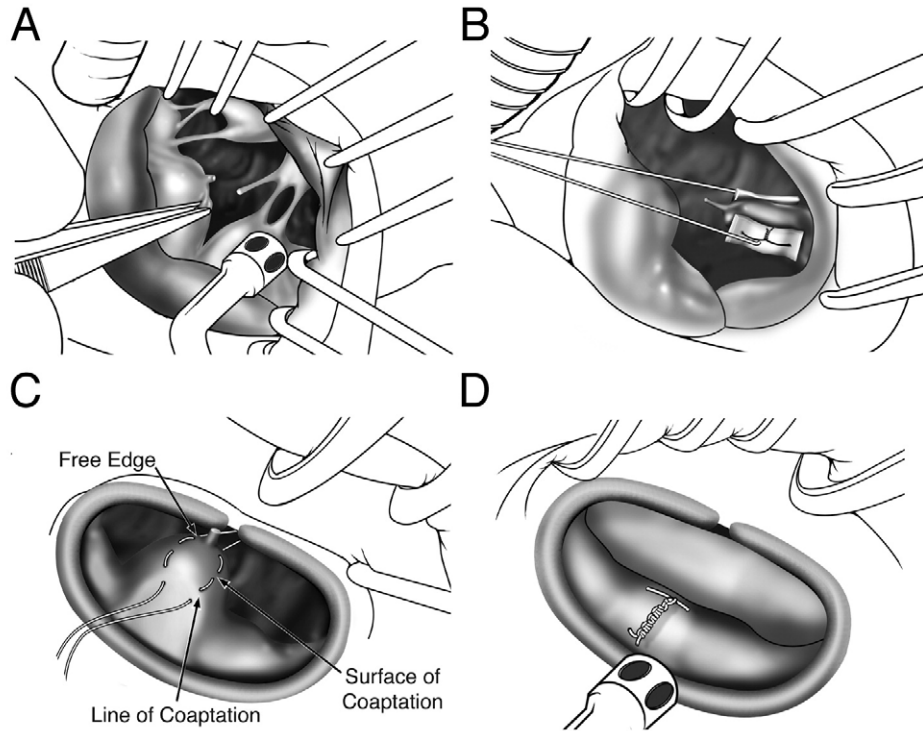 A
B
C
D
Free Edge
Line of Coaptation
Surface of
Coaptation